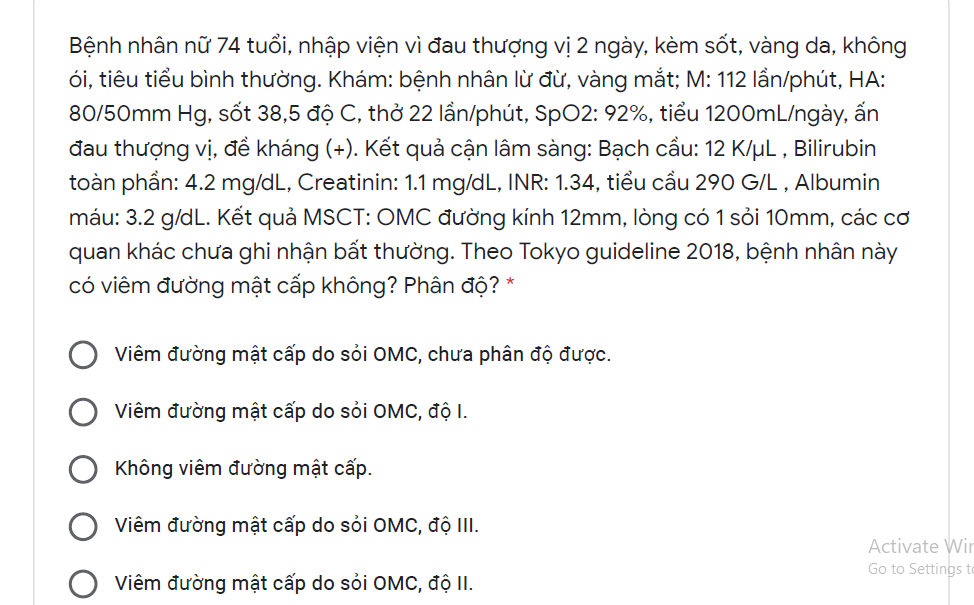 Bệnh nhân nữ 74 tuổi, nhập viện vì đau thượng vị 2 ngày, kèm sốt, vàng da, không
ói, tiêu tiểu bình thường. Khám: bệnh nhân lừ đừ, vàng mắt; M: 112 lần/phút, HA:
80/50mm Hg, sốt 38,5 độ C, thở 22 lần/phút, SpO2: 92%, tiểu 1200mL/ngày, ấn
đau thượng vị, đề kháng (+). Kết quả cận lâm sàng: Bạch cầu: 12 K/µL , Bilirubin
toàn phần: 4.2 mg/dL, Creatinin: 1.1 mg/dL, INR: 1.34, tiểu cầu 290 G/L , Albumin
máu: 3.2 g/dL. Kết quả MSCT: OMC đường kính 12mm, lòng có 1 sỏi 10mm, các cơ
quan khác chưa ghi nhận bất thường. Theo Tokyo guideline 2018, bệnh nhân này
có viêm đường mật cấp không? Phân độ? *
Viêm đường mật cấp do sỏi OMC, chưa phân độ được.
Viêm đường mật cấp do sỏi OMC, độ I.
Không viêm đường mật cấp.
Viêm đường mật cấp do sỏi OMC, độ III.
Activate Wir
Go to Settings t
Viêm đường mật cấp do sỏi OMC, độ II.